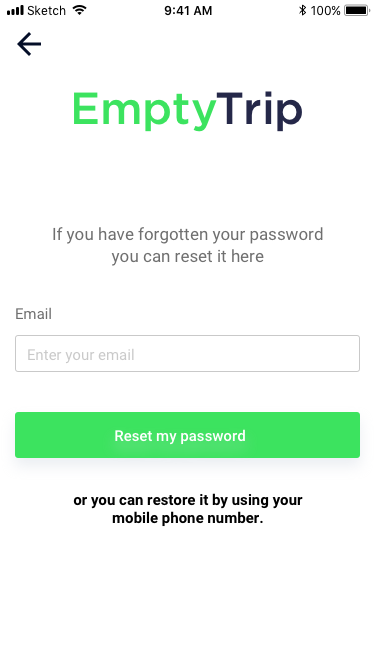 Sketch 9:41 AM 100%
EmptyTrip
If you have forgotten your password
you can reset it here
Email
Enter your email
Reset my password
or you can restore it by using your
mobile phone number.